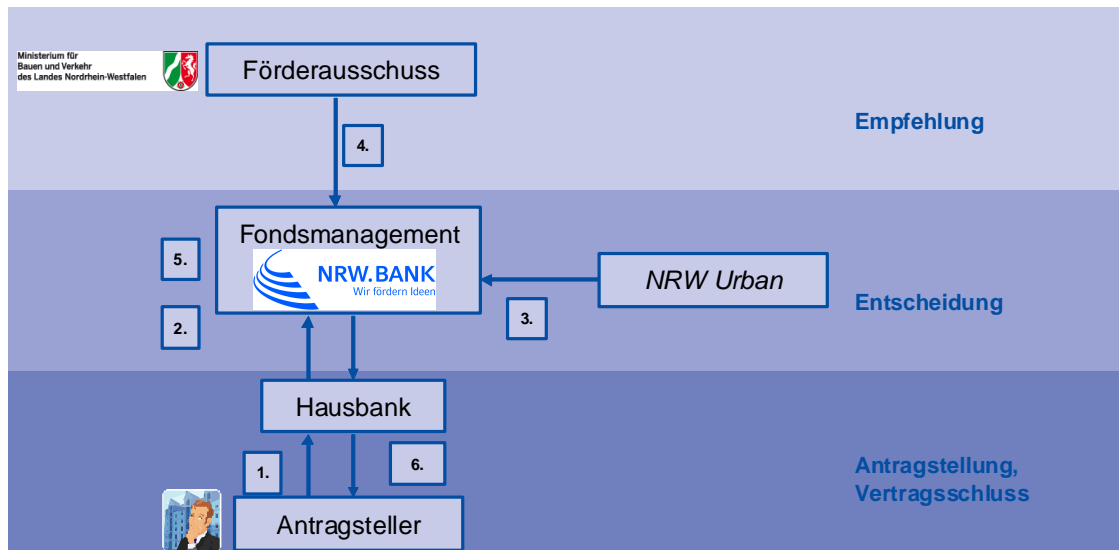 Ministerium für
Bauen und Verkehr
des Landes Nordrhein-Westfalen
Förderausschuss
Empfehlung
4.
Fondsmanagement
NRW.BANK
Wir fördern Ideen
5.
NRW Urban
Entscheidung
3.
2.
Hausbank
1.
6.
Antragstellung,
Vertragsschluss
Antragsteller